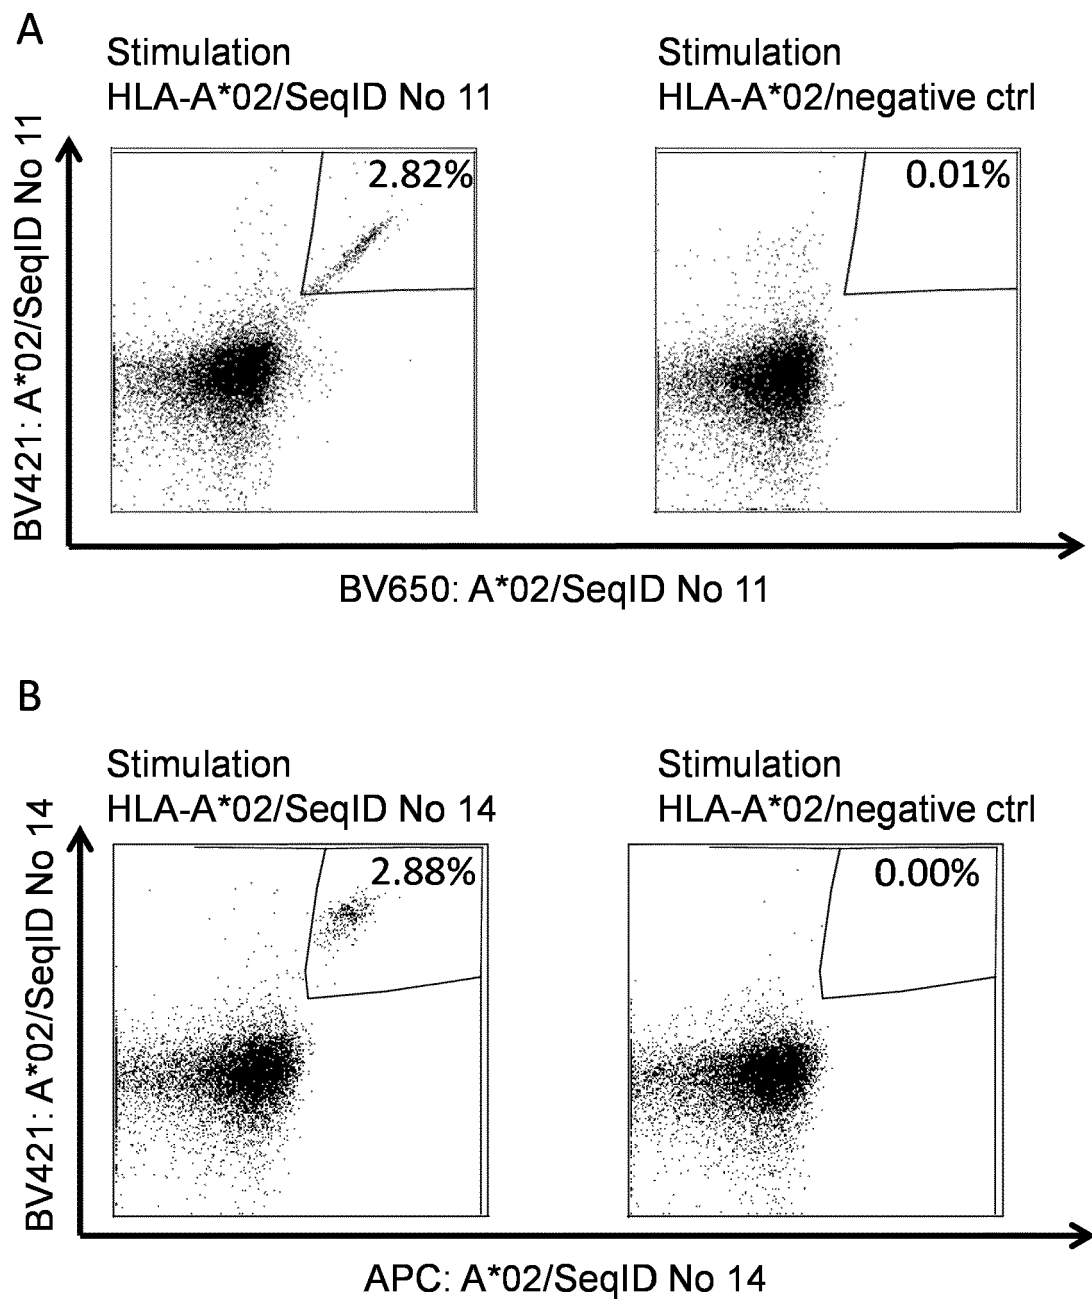 A
Stimulation
HLA-A*02/SeqID No 11
Stimulation
HLA-A*02/negative ctrl
BV421: A*02/SeqID No 11
2.82%
0.01%
BV650: A*02/SeqID No 11
B
Stimulation
HLA-A*02/SeqID No 14
Stimulation
HLA-A*02/negative ctrl
BV421: A*02/SeqID No 14
2.88%
0.00%
APC: A*02/SeqID No 14